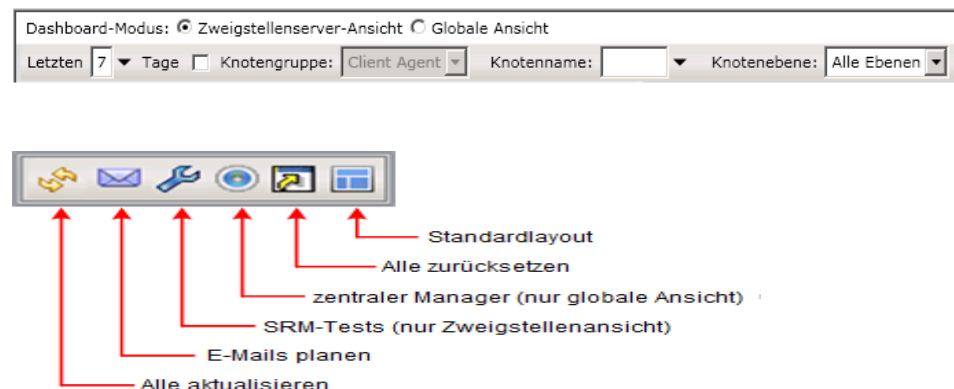 Dashboard-Modus: Zweigstellenserver-Ansicht Globale Ansicht
Letzten 7 Tage Knotengruppe: Client Agent Knotenname: Knotenebene: Alle Ebenen
Standardlayout
Alle zurücksetzen
zentraler Manager (nur globale Ansicht)
SRM-Tests (nur Zweigstellenansicht)
E-Mails planen
Alle aktualisieren